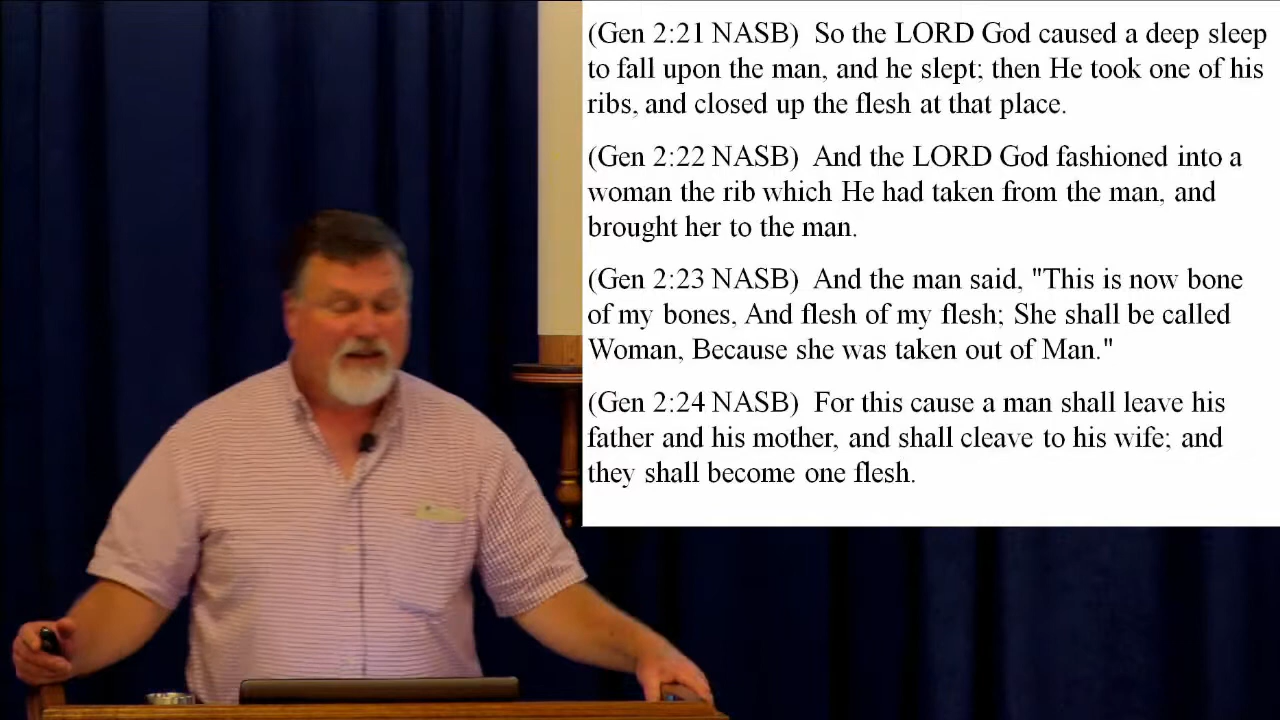 (Gen 2:21 NASB)  So the LORD God caused a deep sleep
to fall upon the man, and he slept; then He took one of his
ribs, and closed up the flesh at that place.
(Gen 2:22 NASB)  And the LORD God fashioned into a
woman the rib which He had taken from the man, and
brought her to the man.
(Gen 2:23 NASB)  And the man said, "This is now bone
of my bones, And flesh of my flesh; She shall be called
Woman, Because she was taken out of Man."
(Gen 2:24 NASB)  For this cause a man shall leave his
father and his mother, and shall cleave to his wife; and
they shall become one flesh.